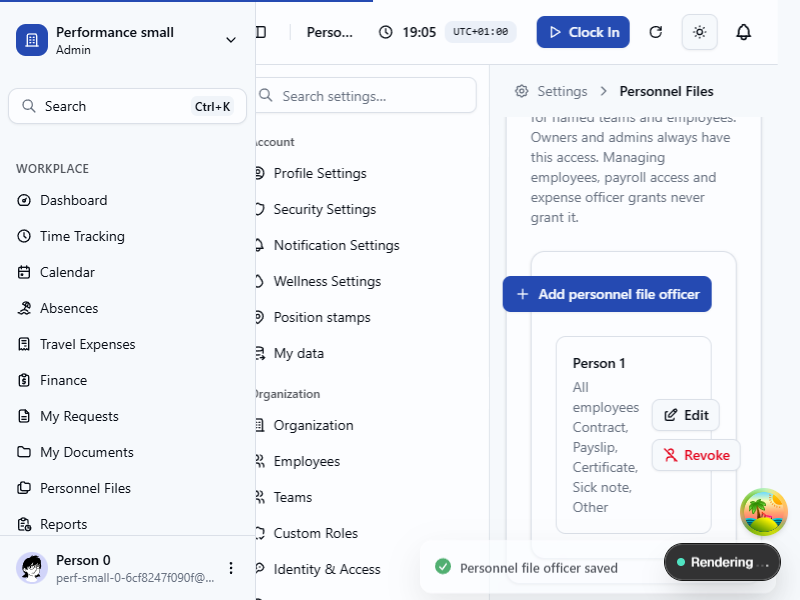 Performance small
Admin
Search
Ctrl+K
WORKPLACE
Dashboard
Time Tracking
Calendar
Absences
Travel Expenses
Finance
My Requests
My Documents
Personnel Files
Reports
Person 0
perf-small-0-6cf8247f090f@...
Perso...
19:05
UTC+01:00
Clock In
Search settings...
ccount
Profile Settings
Security Settings
Notification Settings
Wellness Settings
Position stamps
My data
Organization
Organization
Employees
Teams
Custom Roles
Identity & Access
Settings > Personnel Files
for named teams and employees.
Owners and admins always have
this access. Managing
employees, payroll access and
expense officer grants never
grant it.
+ Add personnel file officer
Person 1
All
employees
Contract,
Payslip,
Certificate,
Sick note,
Other
Edit
Revoke
Personnel file officer saved
Rendering...